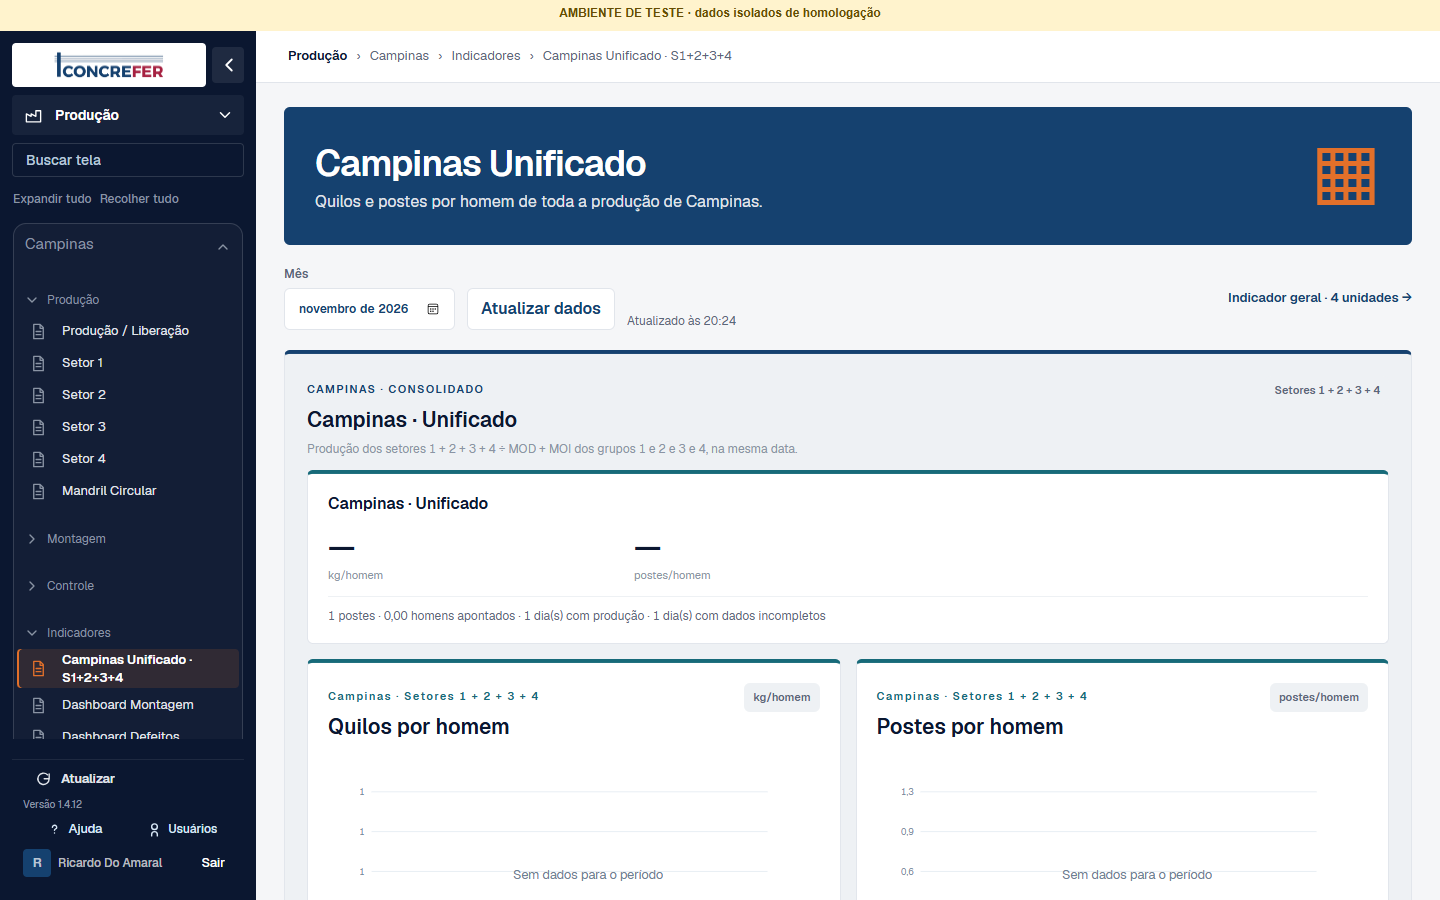 AMBIENTE DE TESTE · dados isolados de homologação
CONCREFER
Produção
Buscar tela
Expandir tudo Recolher tudo
Campinas
Produção
Produção / Liberação
Setor 1
Setor 2
Setor 3
Setor 4
Mandril Circular
Montagem
Controle
Indicadores
Campinas Unificado ·
S1+2+3+4
Dashboard Montagem
Dashboard Defeitos
Atualizar
Versão 1.4.12
? Ajuda
Usuários
R Ricardo Do Amaral
Sair
Produção › Campinas › Indicadores › Campinas Unificado · S1+2+3+4
Campinas Unificado
Quilos e postes por homem de toda a produção de Campinas.
Mês
novembro de 2026
Atualizar dados
Atualizado às 20:24
Indicador geral · 4 unidades →
CAMPINAS · CONSOLIDADO
Setores 1 + 2 + 3 + 4
Campinas · Unificado
Produção dos setores 1 + 2 + 3 + 4 ÷ MOD + MOI dos grupos 1 e 2 e 3 e 4, na mesma data.
Campinas · Unificado
— —
kg/homem postes/homem
1 postes · 0,00 homens apontados · 1 dia(s) com produção · 1 dia(s) com dados incompletos
Campinas · Setores 1 + 2 + 3 + 4
kg/homem
Quilos por homem
1
1
1
Sem dados para o período
Campinas · Setores 1 + 2 + 3 + 4
postes/homem
Postes por homem
1,3
0,9
0,6
Sem dados para o período